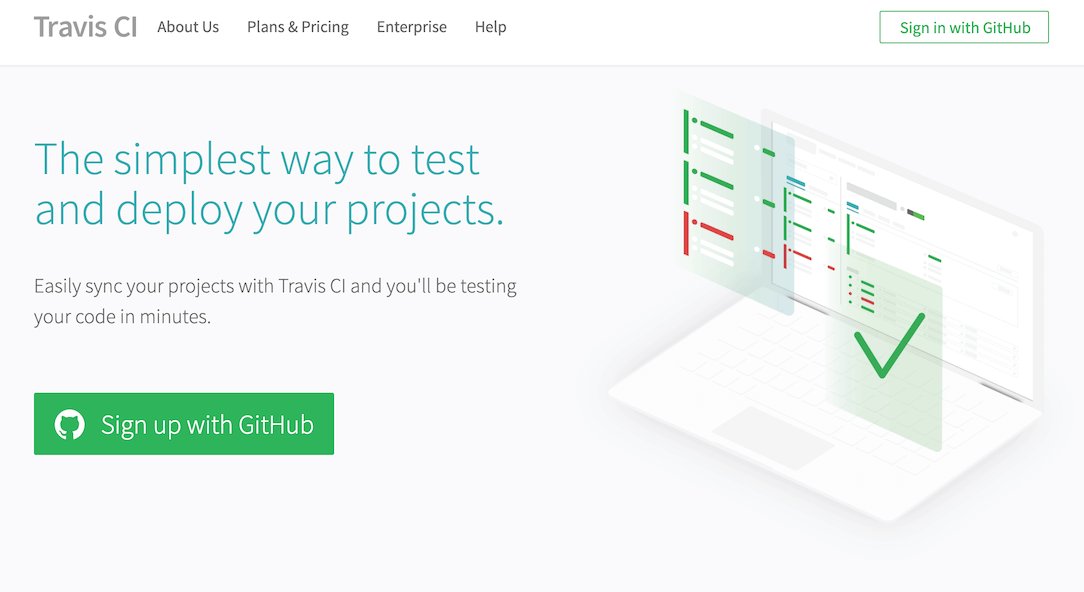 Travis CI
About Us
Plans & Pricing
Enterprise
Help
Sign in with GitHub
The simplest way to test
and deploy your projects.
Easily sync your projects with Travis CI and you'll be testing
your code in minutes.
Sign up with GitHub